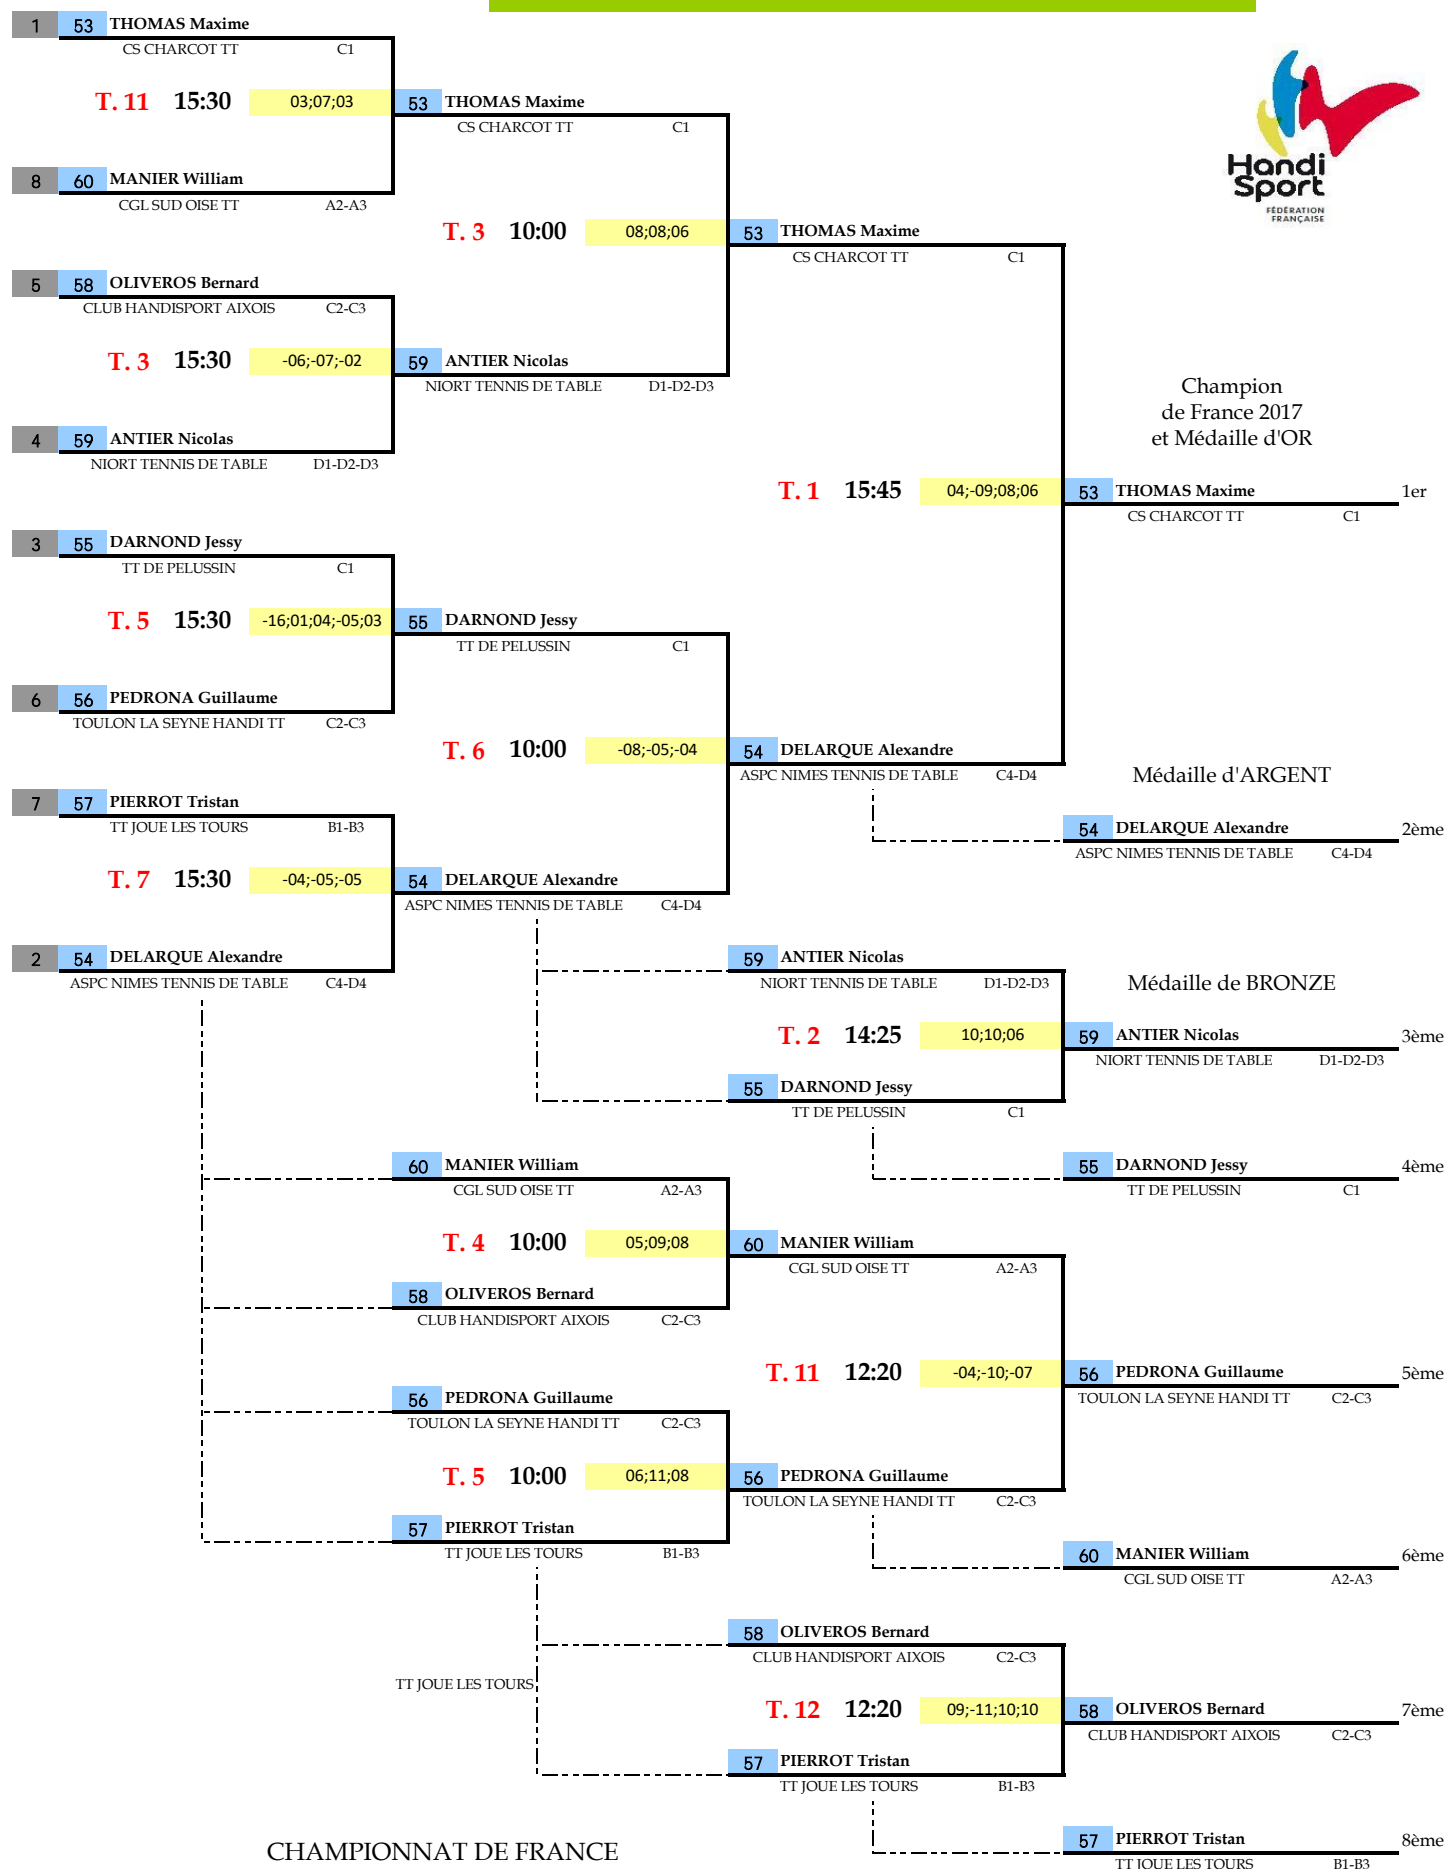 1 53 THOMAS Maxime
CS CHARCOT TT C1
T. 11 15:30 03;07;03 53 THOMAS Maxime
CS CHARCOT TT C1
Handi
Sport
FÉDÉRATION
FRANÇAISE
8 60 MANIER William
CGL SUD OISE TT A2-A3
T. 3 10:00 08;08;06 53 THOMAS Maxime
CS CHARCOT TT C1
5 58 OLIVEROS Bernard
CLUB HANDISPORT AIXOIS C2-C3
T. 3 15:30 -06;-07;-02 59 ANTIER Nicolas
NIORT TENNIS DE TABLE D1-D2-D3
Champion
de France 2017
et Médaille d'OR
4 59 ANTIER Nicolas
NIORT TENNIS DE TABLE D1-D2-D3
T. 1 15:45 04;-09;08;06 53 THOMAS Maxime 1er
CS CHARCOT TT C1
3 55 DARNOND Jessy
TT DE PELUSSIN C1
T. 5 15:30 -16;01;04;-05;03 55 DARNOND Jessy
TT DE PELUSSIN C1
6 56 PEDRONA Guillaume
TOULON LA SEYNE HANDI TT C2-C3
T. 6 10:00 -08;-05;-04 54 DELARQUE Alexandre
ASPC NIMES TENNIS DE TABLE C4-D4
Médaille d'ARGENT
7 57 PIERROT Tristan
TT JOUE LES TOURS B1-B3
54 DELARQUE Alexandre 2ème
ASPC NIMES TENNIS DE TABLE C4-D4
T. 7 15:30 -04;-05;-05 54 DELARQUE Alexandre
ASPC NIMES TENNIS DE TABLE C4-D4
2 54 DELARQUE Alexandre
ASPC NIMES TENNIS DE TABLE C4-D4
59 ANTIER Nicolas
NIORT TENNIS DE TABLE D1-D2-D3
Médaille de BRONZE
T. 2 14:25 10;10;06 59 ANTIER Nicolas 3ème
NIORT TENNIS DE TABLE D1-D2-D3
55 DARNOND Jessy
TT DE PELUSSIN C1
60 MANIER William
CGL SUD OISE TT A2-A3
55 DARNOND Jessy 4ème
TT DE PELUSSIN C1
T. 4 10:00 05;09;08 60 MANIER William
CGL SUD OISE TT A2-A3
58 OLIVEROS Bernard
CLUB HANDISPORT AIXOIS C2-C3
T. 11 12:20 -04;-10;-07 56 PEDRONA Guillaume 5ème
TOULON LA SEYNE HANDI TT C2-C3
56 PEDRONA Guillaume
TOULON LA SEYNE HANDI TT C2-C3
T. 5 10:00 06;11;08 56 PEDRONA Guillaume
TOULON LA SEYNE HANDI TT C2-C3
57 PIERROT Tristan
TT JOUE LES TOURS B1-B3
60 MANIER William 6ème
CGL SUD OISE TT A2-A3
58 OLIVEROS Bernard
CLUB HANDISPORT AIXOIS C2-C3
TT JOUE LES TOURS
T. 12 12:20 09;-11;10;10 58 OLIVEROS Bernard 7ème
CLUB HANDISPORT AIXOIS C2-C3
57 PIERROT Tristan
TT JOUE LES TOURS B1-B3
CHAMPIONNAT DE FRANCE
57 PIERROT Tristan 8ème
TT JOUE LES TOURS B1-B3